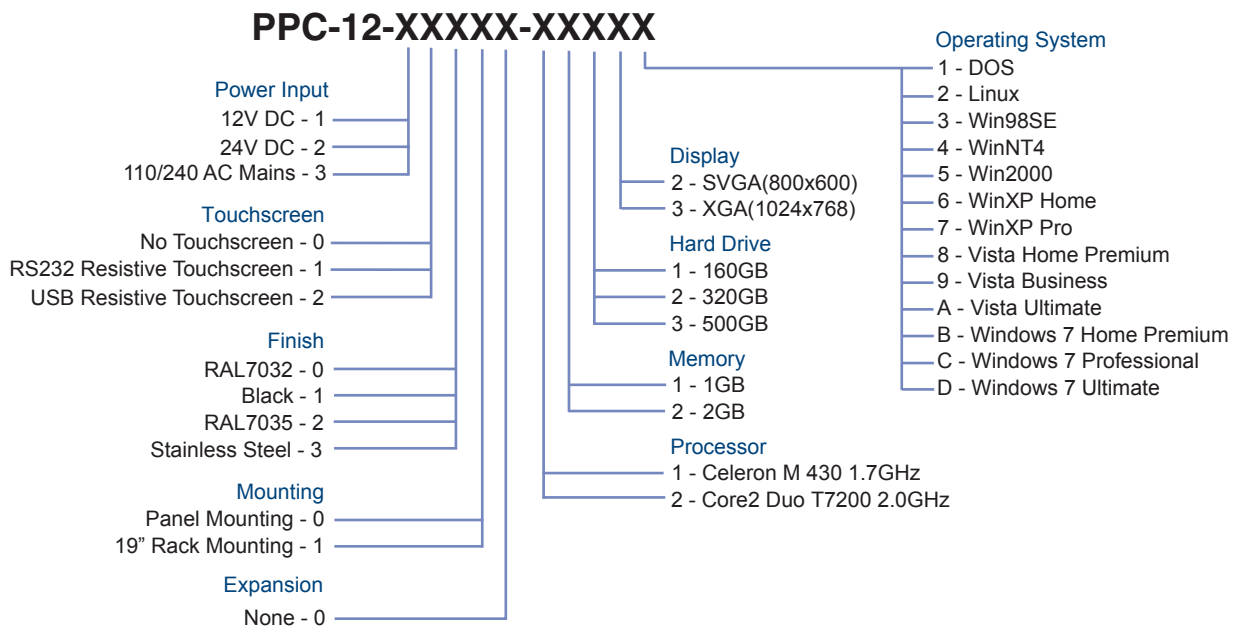 PPC-12-XXXXX-XXXXX
Power Input
12V DC - 1
24V DC - 2
110/240 AC Mains - 3
Touchscreen
No Touchscreen - 0
RS232 Resistive Touchscreen - 1
USB Resistive Touchscreen - 2
Finish
RAL7032 - 0
Black - 1
RAL7035 - 2
Stainless Steel - 3
Mounting
Panel Mounting - 0
19” Rack Mounting - 1
Expansion
None - 0
Display
2 - SVGA(800x600)
3 - XGA(1024x768)
Hard Drive
1 - 160GB
2 - 320GB
3 - 500GB
Memory
1 - 1GB
2 - 2GB
Processor
1 - Celeron M 430 1.7GHz
2 - Core2 Duo T7200 2.0GHz
Operating System
1 - DOS
2 - Linux
3 - Win98SE
4 - WinNT4
5 - Win2000
6 - WinXP Home
7 - WinXP Pro
8 - Vista Home Premium
9 - Vista Business
A - Vista Ultimate
B - Windows 7 Home Premium
C - Windows 7 Professional
D - Windows 7 Ultimate